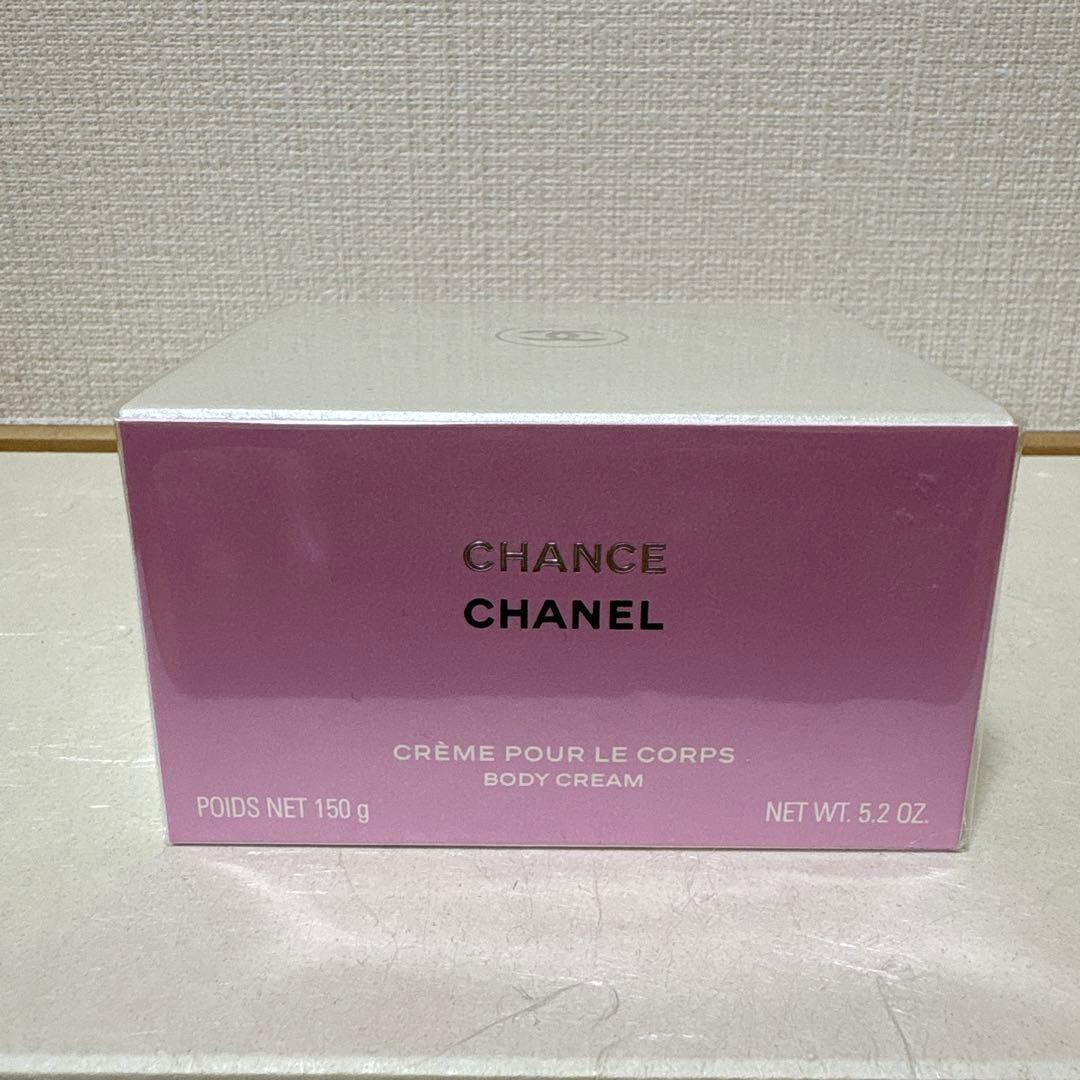 CHANCE
CHANEL
CRÈME POUR LE CORPS
BODY CREAM
POIDS NET 150 g
NET WT. 5.2 OZ.